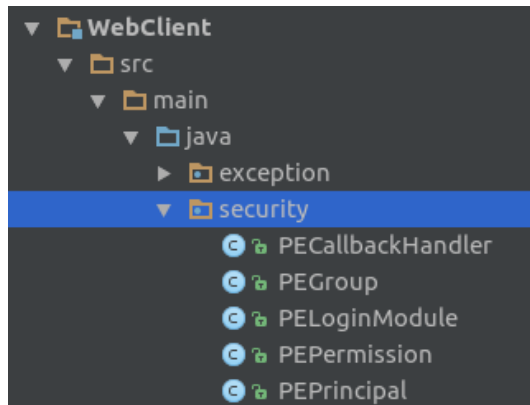 WebClient
src
main
java
exception
security
PECallbackHandler
PEGroup
PELoginModule
PEPermission
PEPrincipal